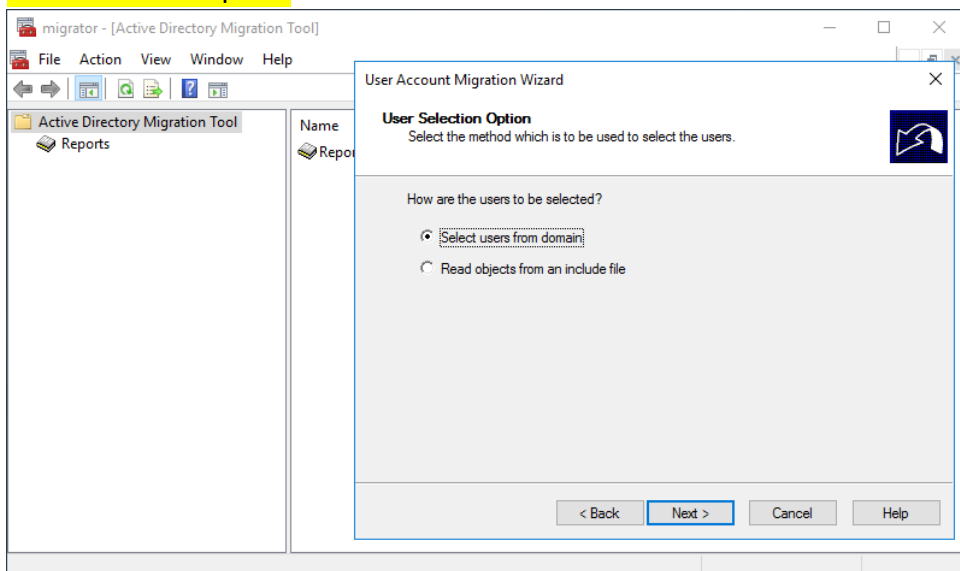 migrator - [Active Directory Migration Tool]
File Action View Window Help
Active Directory Migration Tool
Reports
Name
User Account Migration Wizard
User Selection Option
Select the method which is to be used to select the users.
How are the users to be selected?
Select users from domain
Read objects from an include file
< Back
Next >
Cancel
Help